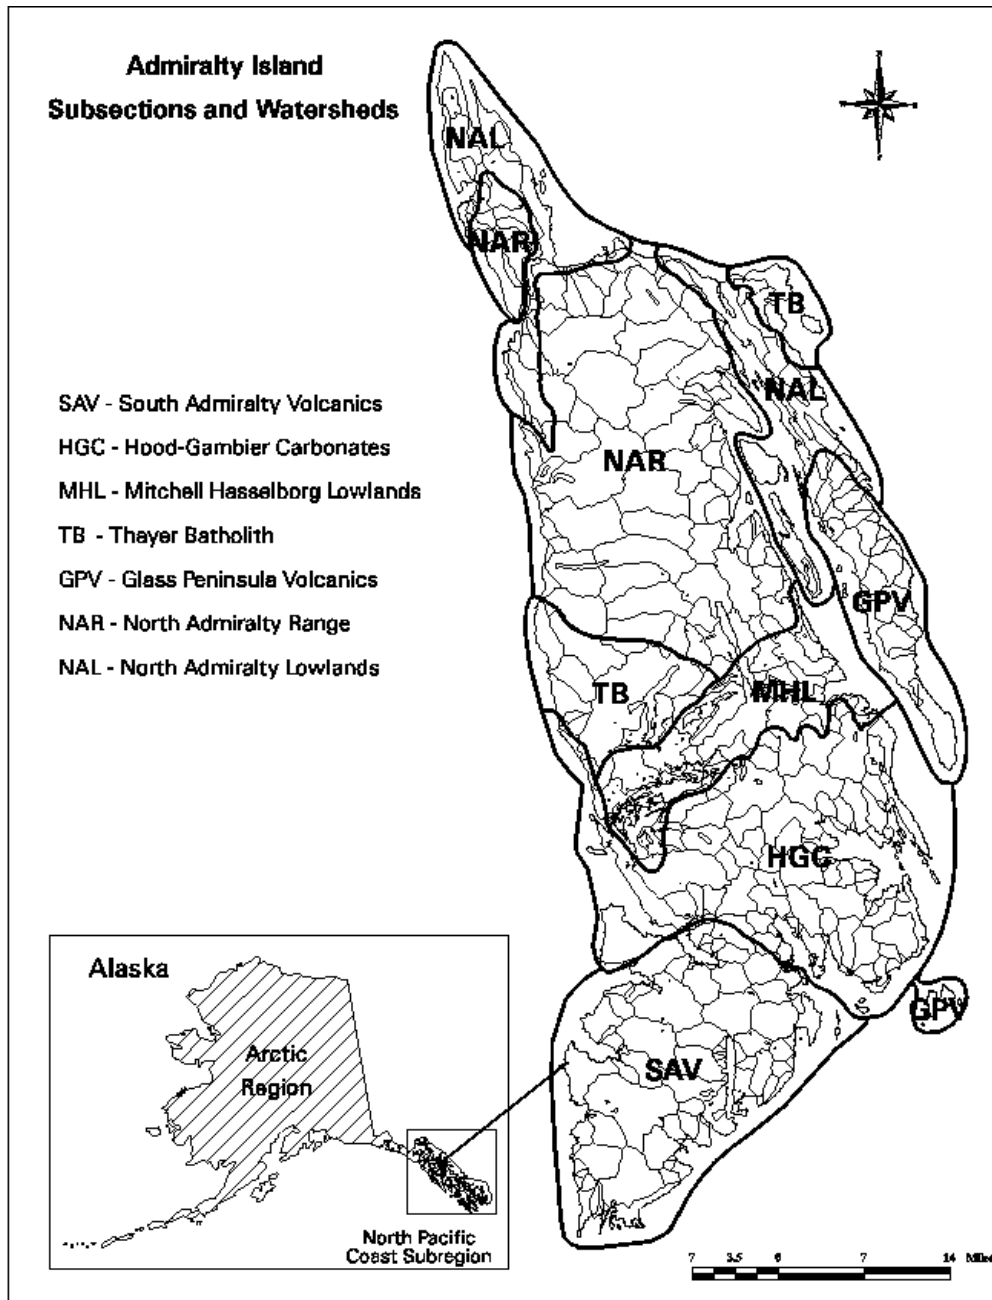 Admiralty Island
Subsections and Watersheds
NAL
NAR
TB
NAL
NAR
SAV - South Admiralty Volcanics
HGC - Hood-Gambier Carbonates
MHL - Mitchell Hasselborg Lowlands
TB - Thayer Batholith
GPV - Glass Peninsula Volcanics
NAR - North Admiralty Range
NAL - North Admiralty Lowlands
GPV
TB
MHL
HGC
GPV
SAV
Alaska
Arctic
Region
North Pacific
Coast Subregion
7 3.5 0 7 14 Miles